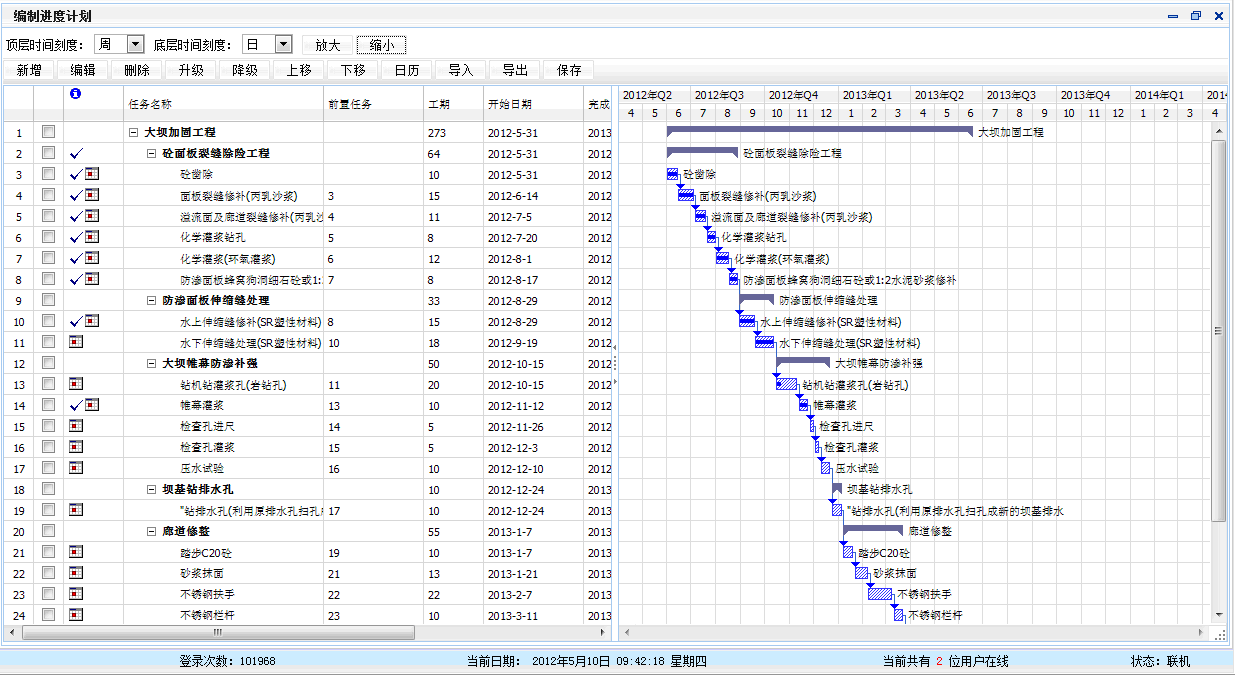 编制进度计划
顶层时间刻度： 周 底层时间刻度： 日 放大 缩小
新增 编辑 删除 升级 降级 上移 下移 日历 导入 导出 保存
任务名称 前置任务 工期 开始日期 完成
2012年Q2 2012年Q3 2012年Q4 2013年Q1 2013年Q2 2013年Q3 2013年Q4 2014年Q1 2014
4 5 6 7 8 9 10 11 12 1 2 3 4 5 6 7 8 9 10 11 12 1 2 3 4
1 大坝加固工程 273 2012-5-31 2013 大坝加固工程
2 砼面板裂缝除险工程 64 2012-5-31 2012 砼面板裂缝除险工程
3 砼凿除 10 2012-5-31 2012 砼凿除
4 面板裂缝修补(丙乳沙浆) 3 15 2012-6-14 2012 面板裂缝修补(丙乳沙浆)
5 溢流面及廊道裂缝修补(丙乳沙 4 11 2012-7-5 2012 溢流面及廊道裂缝修补(丙乳沙浆)
6 化学灌浆钻孔 5 8 2012-7-20 2012 化学灌浆钻孔
7 化学灌浆(环氧灌浆) 6 12 2012-8-1 2012 化学灌浆(环氧灌浆)
8 防渗面板蜂窝狗洞细石砼或1:2 7 8 2012-8-17 2012 防渗面板蜂窝狗洞细石砼或1:2水泥砂浆修补
9 防渗面板伸缩缝处理 33 2012-8-29 2012 防渗面板伸缩缝处理
10 水上伸缩缝修补(SR塑性材料) 8 15 2012-8-29 2012 水上伸缩缝修补(SR塑性材料)
11 水下伸缩缝处理(SR塑性材料) 10 18 2012-9-19 2012 水下伸缩缝处理(SR塑性材料)
12 大坝帷幕防渗补强 50 2012-10-15 2012 大坝帷幕防渗补强
13 钻机钻灌浆孔(岩钻孔) 11 20 2012-10-15 2012 钻机钻灌浆孔(岩钻孔)
14 帷幕灌浆 13 10 2012-11-12 2012 帷幕灌浆
15 检查孔进尺 14 5 2012-11-26 2012 检查孔进尺
16 检查孔灌浆 15 5 2012-12-3 2012 检查孔灌浆
17 压水试验 16 10 2012-12-10 2012 压水试验
18 坝基钻排水孔 10 2012-12-24 2013 坝基钻排水孔
19 "钻排水孔(利用原排水孔扫孔 17 10 2012-12-24 2013 "钻排水孔(利用原排水孔扫孔成新的坝基排水
20 廊道修整 55 2013-1-7 2013 廊道修整
21 踏步C20砼 19 10 2013-1-7 2013 踏步C20砼
22 砂浆抹面 21 13 2013-1-21 2013 砂浆抹面
23 不锈钢扶手 22 22 2013-2-7 2013 不锈钢扶手
24 不锈钢栏杆 23 10 2013-3-11 2013 不锈钢栏杆
登录次数：101968 当前日期： 2012年5月10日 09:42:18 星期四 当前共有 2 位用户在线 状态：联机